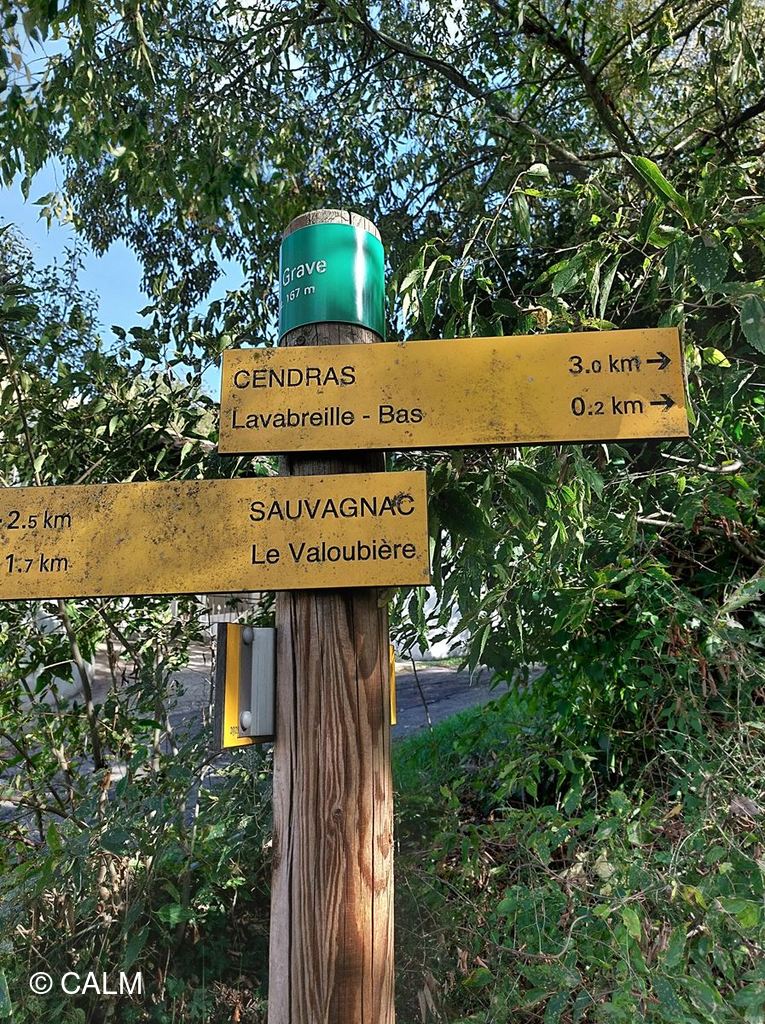 Grave
167 m
CENDRAS 3.0 km →
Lavabreille - Bas 0.2 km →
2.5 km SAUVAGNAC
1.7 km Le Valoubière
© CALM